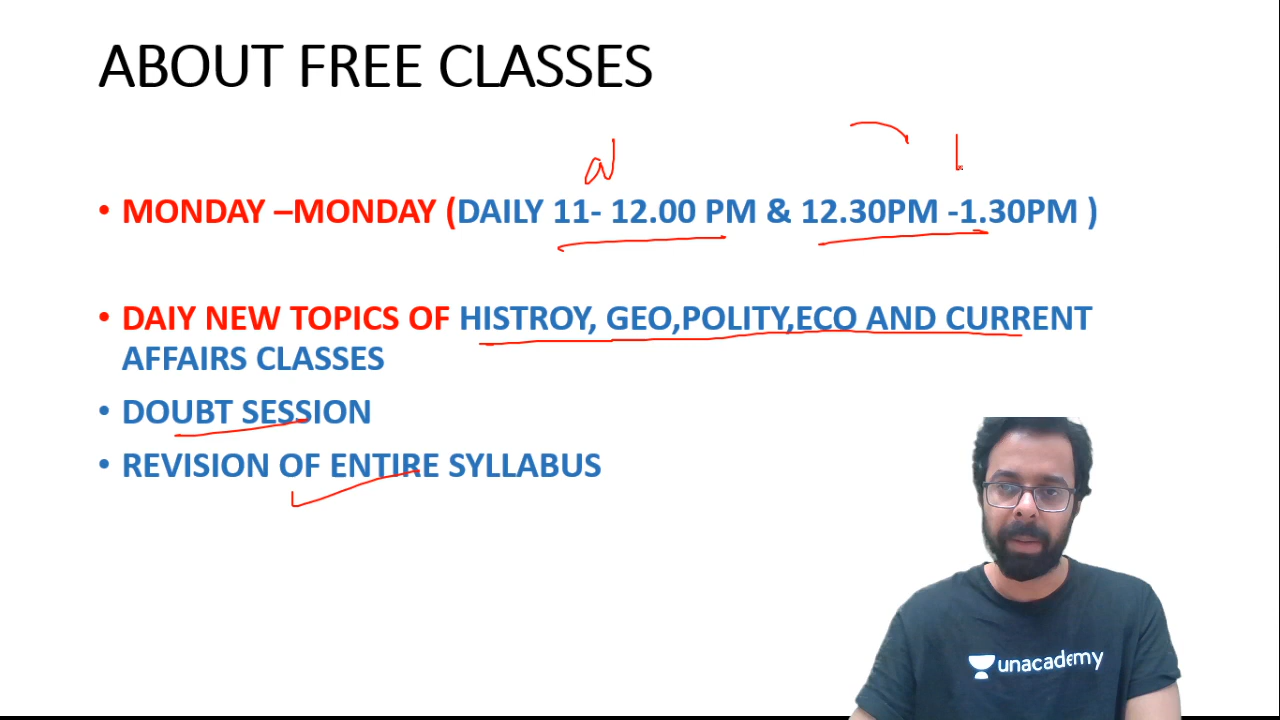 ABOUT FREE CLASSES
• MONDAY –MONDAY (DAILY 11- 12.00 PM & 12.30PM -1.30PM )
• DAIY NEW TOPICS OF HISTROY, GEO,POLITY,ECO AND CURRENT
AFFAIRS CLASSES
• DOUBT SESSION
• REVISION OF ENTIRE SYLLABUS
unacademy